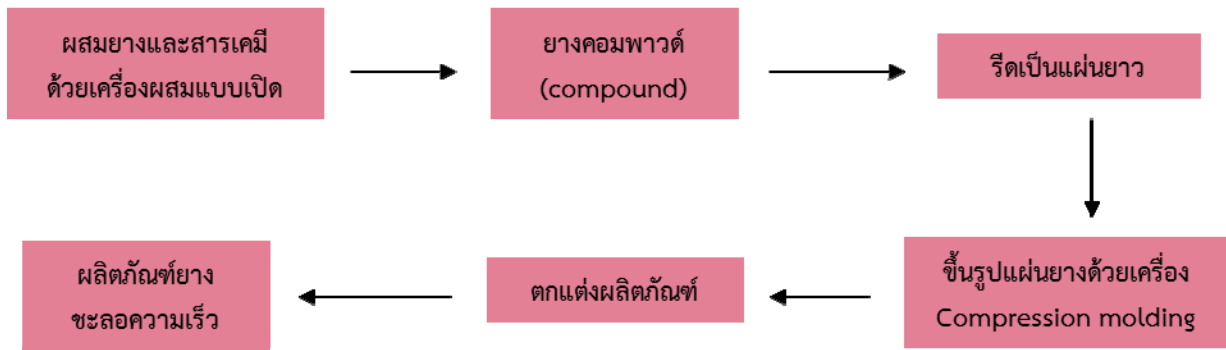 ผสมยางและสารเคมี
ด้วยเครื่องผสมแบบเปิด
ยางคอมพาวด์
(compound)
รีดเป็นแผ่นยาว
ขึ้นรูปแผ่นยางด้วยเครื่อง
Compression molding
ตกแต่งผลิตภัณฑ์
ผลิตภัณฑ์ยาง
ชะลอความเร็ว